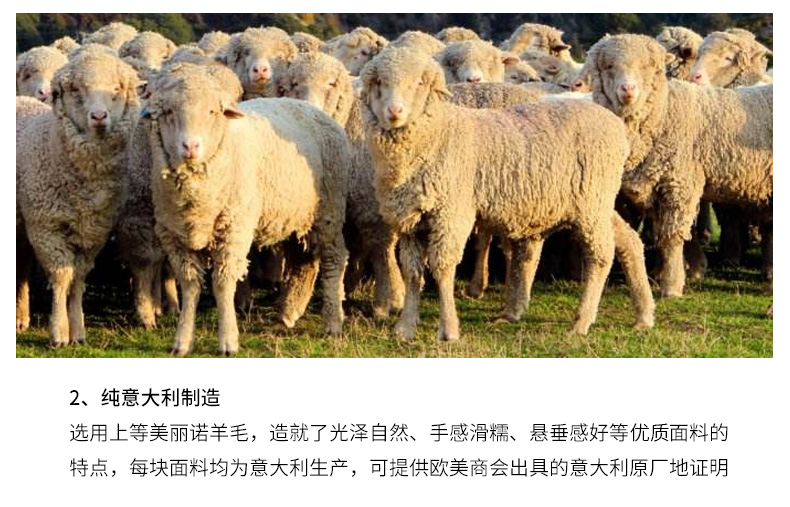 2、纯意大利制造
选用上等美丽诺羊毛，造就了光泽自然、手感滑糯、悬垂感好等优质面料的
特点，每块面料均为意大利生产，可提供欧美商会出具的意大利原厂地证明